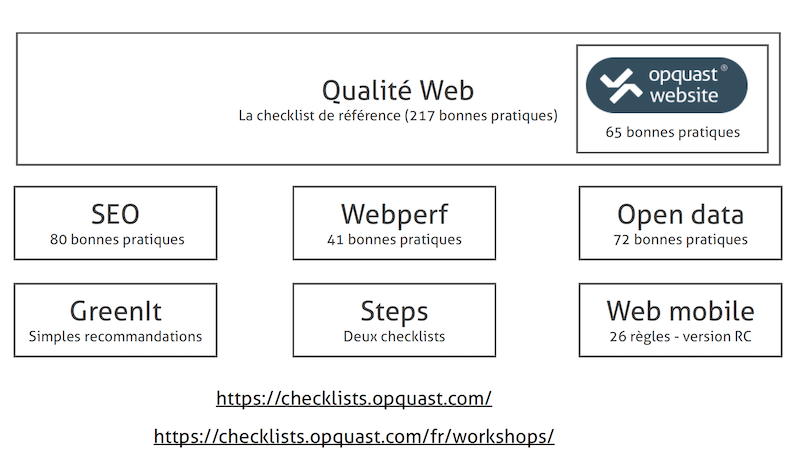 Qualité Web
La checklist de référence (217 bonnes pratiques)
opquast®
website
65 bonnes pratiques
SEO
80 bonnes pratiques
Webperf
41 bonnes pratiques
Open data
72 bonnes pratiques
GreenIt
Simples recommandations
Steps
Deux checklists
Web mobile
26 règles - version RC
https://checklists.opquast.com/
https://checklists.opquast.com/fr/workshops/